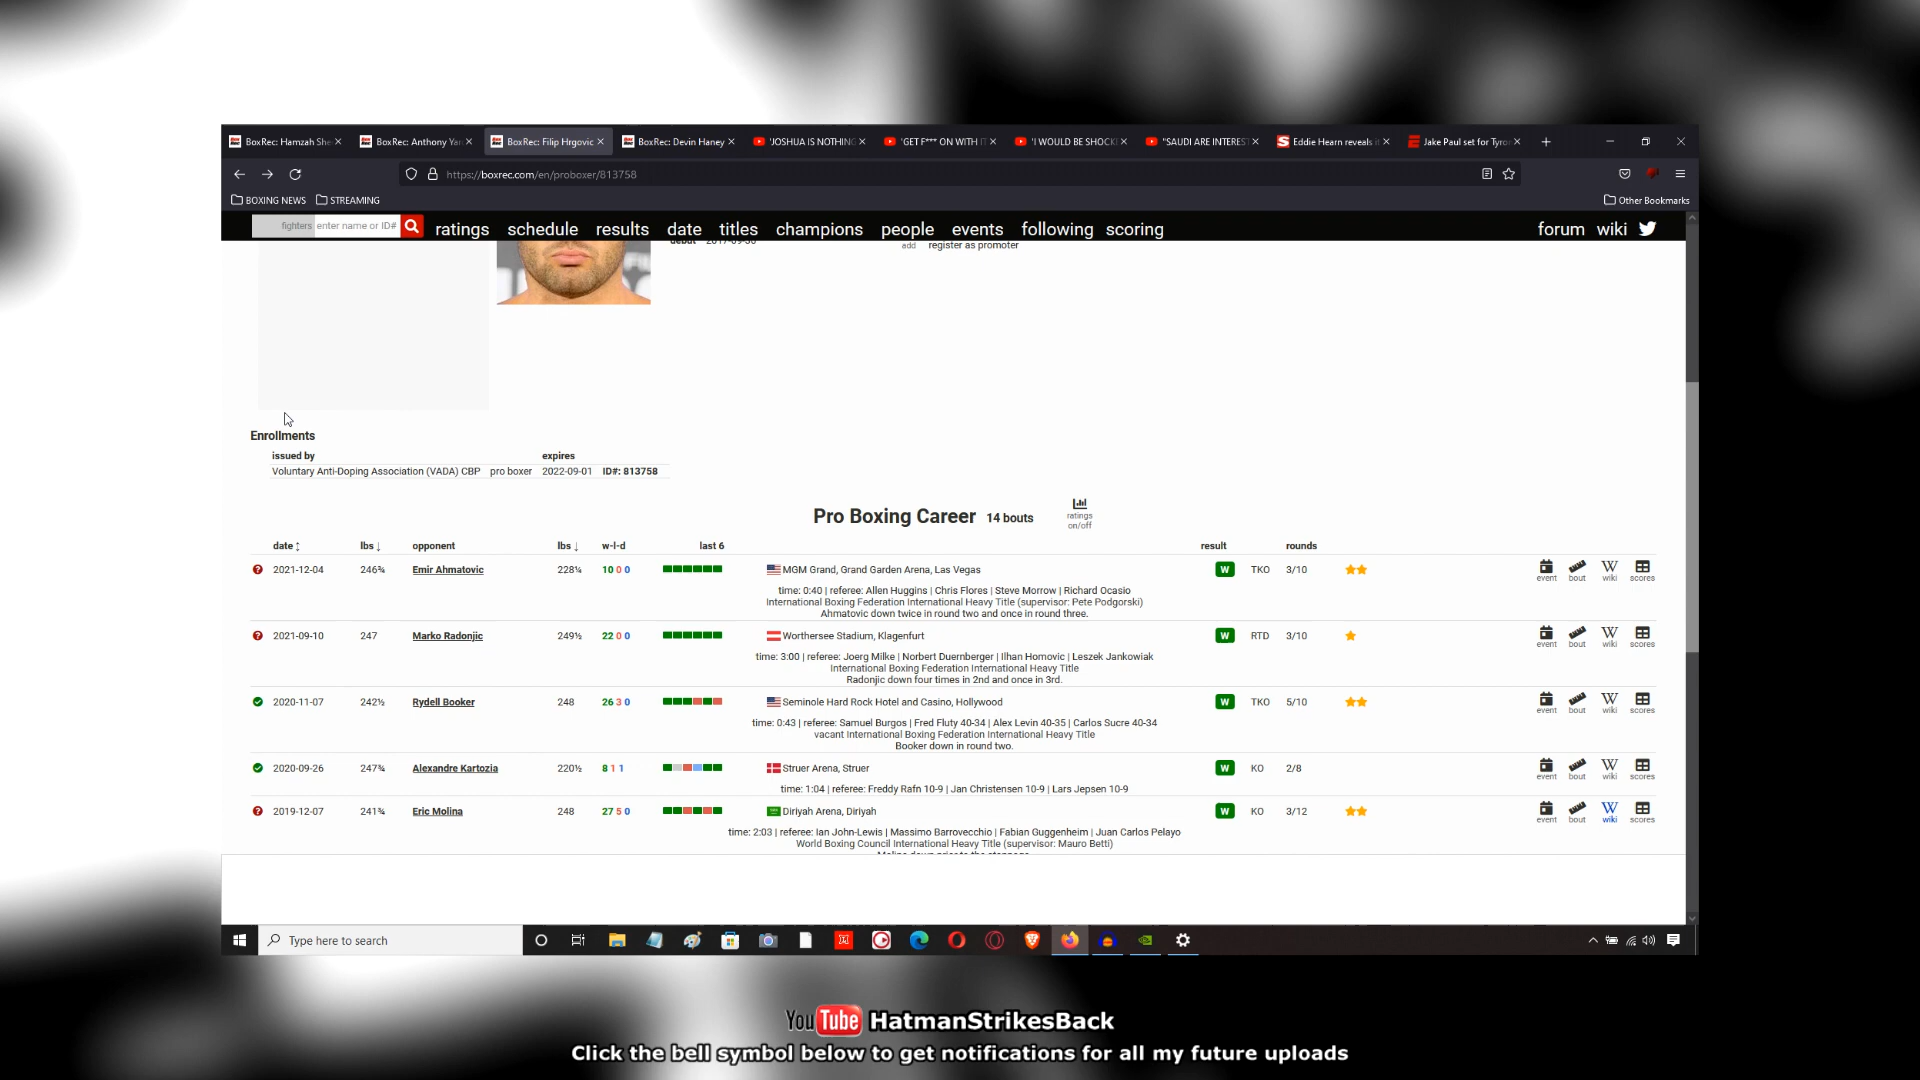 BoxRec: Hamzah She BoxRec: Anthony Yar BoxRec: Filip Hrgovic BoxRec: Devin Haney 'JOSHUA IS NOTHING 'GET F*** ON WITH IT 'I WOULD BE SHOCK "SAUDI ARE INTEREST Eddie Hearn reveals Jake Paul set for Tyro
https://boxrec.com/en/proboxer/813758
BOXING NEWS STREAMING Other Bookmarks
fighters enter name or ID# ratings schedule results date titles champions people events following scoring forum wiki
debut 2017-09-30 add register as promoter
Enrollments
issued by expires
Voluntary Anti-Doping Association (VADA) CBP pro boxer 2022-09-01 ID#: 813758
Pro Boxing Career 14 bouts ratings
on/off
date lbs opponent lbs w-l-d last 6 result rounds
2021-12-04 246¾ Emir Ahmatovic 228¼ 10 0 0 MGM Grand, Grand Garden Arena, Las Vegas W TKO 3/10 event bout wiki scores
time: 0:40 | referee: Allen Huggins | Chris Flores | Steve Morrow | Richard Ocasio
International Boxing Federation International Heavy Title (supervisor: Pete Podgorski)
Ahmatovic down twice in round two and once in round three.
2021-09-10 247 Marko Radonjic 249½ 22 0 0 Worthersee Stadium, Klagenfurt W RTD 3/10 event bout wiki scores
time: 3:00 | referee: Joerg Milke | Norbert Duernberger | Ilhan Homovic | Leszek Jankowiak
International Boxing Federation International Heavy Title
Radonjic down four times in 2nd and once in 3rd.
2020-11-07 242½ Rydell Booker 248 26 3 0 Seminole Hard Rock Hotel and Casino, Hollywood W TKO 5/10 event bout wiki scores
time: 0:43 | referee: Samuel Burgos | Fred Fluty 40-34 | Alex Levin 40-35 | Carlos Sucre 40-34
vacant International Boxing Federation International Heavy Title
Booker down in round two.
2020-09-26 247¾ Alexandre Kartozia 220½ 8 1 1 Struer Arena, Struer W KO 2/8 event bout wiki scores
time: 1:04 | referee: Freddy Rafn 10-9 | Jan Christensen 10-9 | Lars Jepsen 10-9
2019-12-07 241¾ Eric Molina 248 27 5 0 Diriyah Arena, Diriyah W KO 3/12 event bout wiki scores
time: 2:03 | referee: Ian John-Lewis | Massimo Barrovecchio | Fabian Guggenheim | Juan Carlos Pelayo
World Boxing Council International Heavy Title (supervisor: Mauro Betti)
Type here to search
YouTube HatmanStrikesBack
Click the bell symbol below to get notifications for all my future uploads